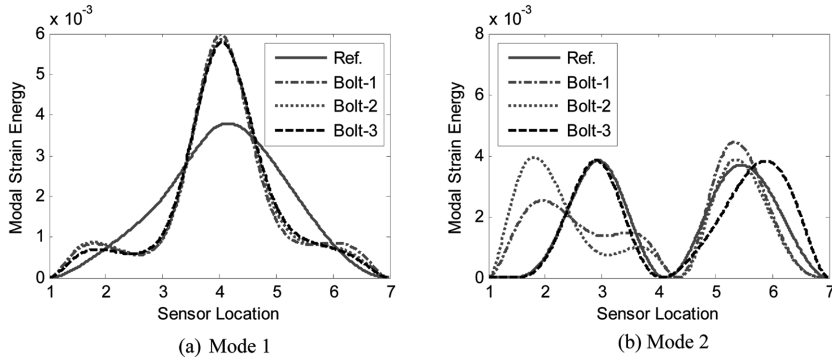 x 10⁻³
6
5
4
3
2
1
0
Modal Strain Energy
Ref.
Bolt-1
Bolt-2
Bolt-3
1 2 3 4 5 6 7
Sensor Location
(a) Mode 1
x 10⁻³
8
6
4
2
0
Modal Strain Energy
Ref.
Bolt-1
Bolt-2
Bolt-3
1 2 3 4 5 6 7
Sensor Location
(b) Mode 2